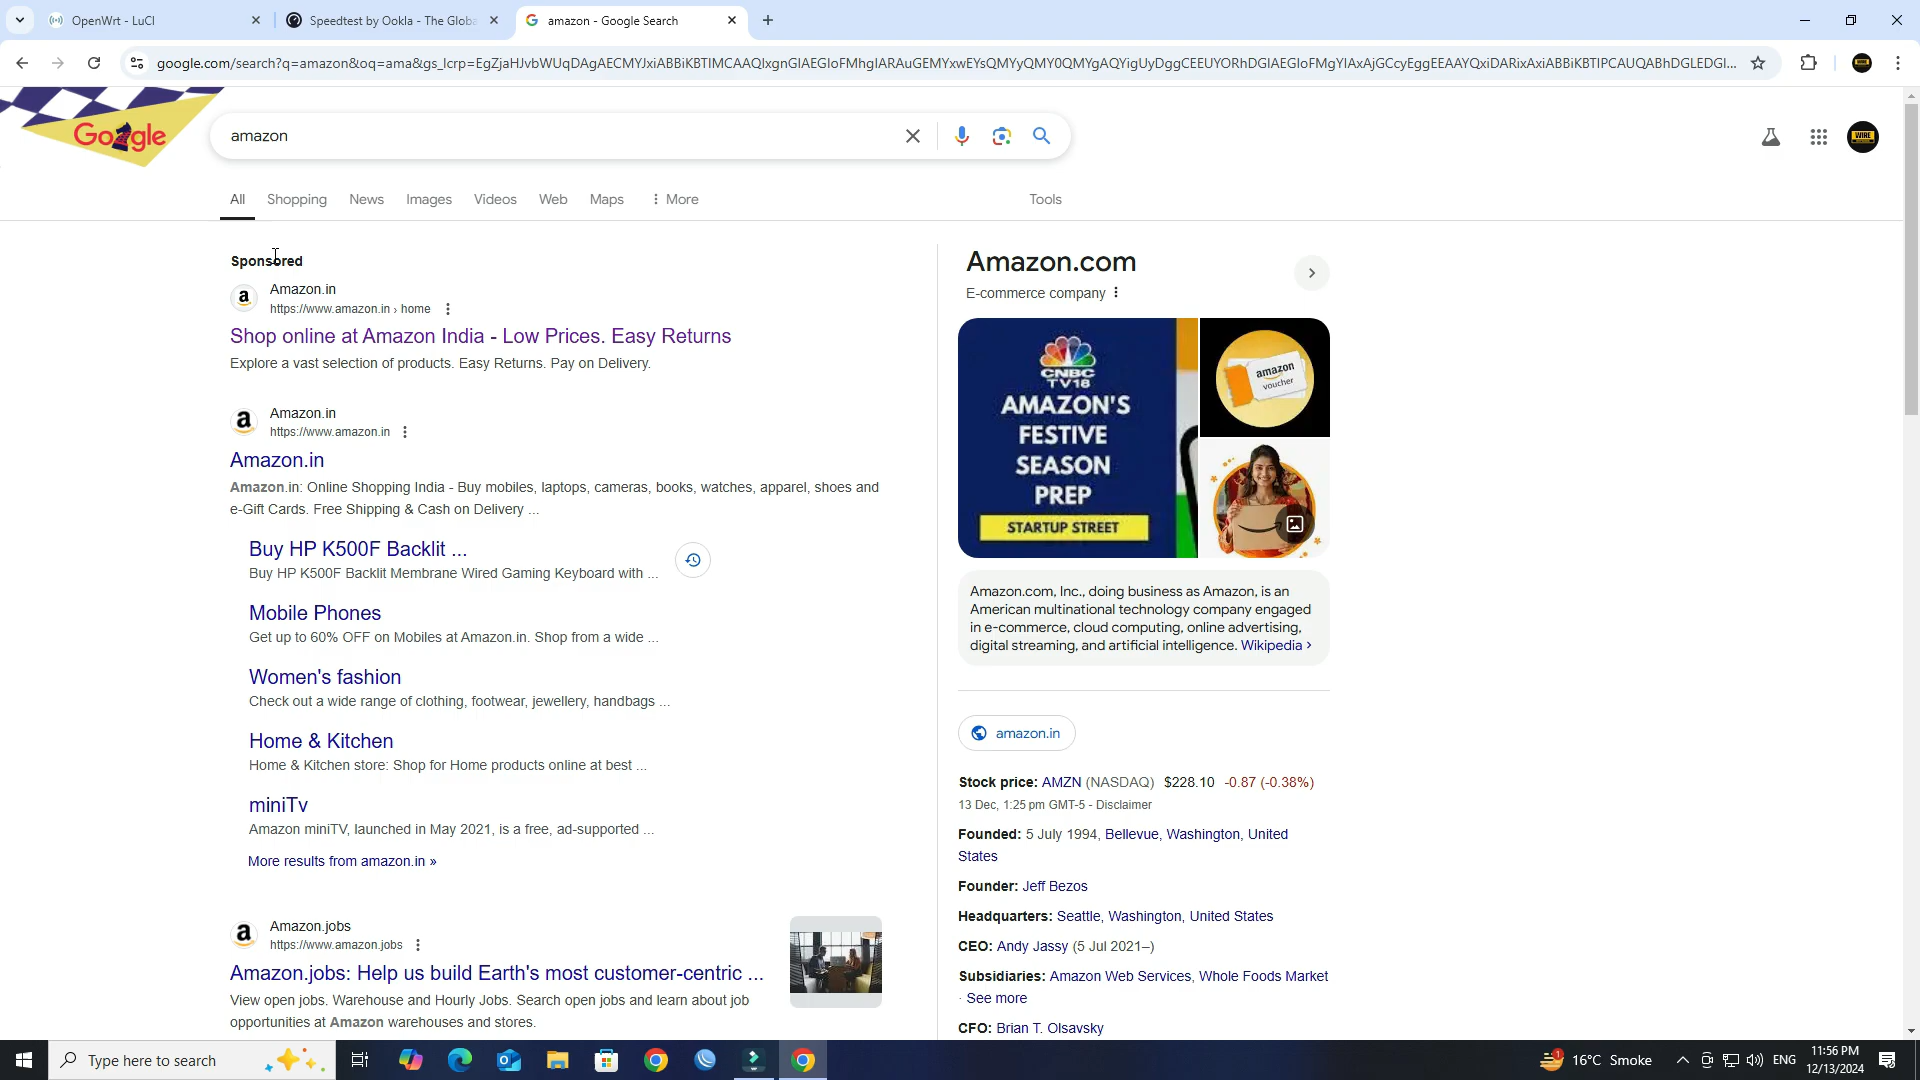 OpenWrt - LuCI
Speedtest by Ookla - The Globa
amazon - Google Search
Google
amazon
All Shopping News Images Videos Web Maps More Tools
Sponsored
Amazon.in
https://www.amazon.in › home
Shop online at Amazon India - Low Prices. Easy Returns
Explore a vast selection of products. Easy Returns. Pay on Delivery.
Amazon.in
https://www.amazon.in
Amazon.in
Amazon.in: Online Shopping India - Buy mobiles, laptops, cameras, books, watches, apparel, shoes and
e-Gift Cards. Free Shipping & Cash on Delivery ...
Buy HP K500F Backlit ...
Buy HP K500F Backlit Membrane Wired Gaming Keyboard with ...
Mobile Phones
Get up to 60% OFF on Mobiles at Amazon.in. Shop from a wide ...
Women's fashion
Check out a wide range of clothing, footwear, jewellery, handbags ...
Home & Kitchen
Home & Kitchen store: Shop for Home products online at best ...
miniTv
Amazon miniTV, launched in May 2021, is a free, ad-supported ...
More results from amazon.in »
Amazon.jobs
https://www.amazon.jobs
Amazon.jobs: Help us build Earth's most customer-centric ...
View open jobs. Warehouse and Hourly Jobs. Search open jobs and learn about job
opportunities at Amazon warehouses and stores.
Amazon.com
E-commerce company
CNBC
TV18
AMAZON'S
FESTIVE
SEASON
PREP
STARTUP STREET
amazon
voucher
Amazon.com, Inc., doing business as Amazon, is an
American multinational technology company engaged
in e-commerce, cloud computing, online advertising,
digital streaming, and artificial intelligence. Wikipedia ›
amazon.in
Stock price: AMZN (NASDAQ) $228.10 -0.87 (-0.38%)
13 Dec, 1:25 pm GMT-5 - Disclaimer
Founded: 5 July 1994, Bellevue, Washington, United
States
Founder: Jeff Bezos
Headquarters: Seattle, Washington, United States
CEO: Andy Jassy (5 Jul 2021–)
Subsidiaries: Amazon Web Services, Whole Foods Market
· See more
CFO: Brian T. Olsavsky
Type here to search
16°C Smoke
ENG
11:56 PM
12/13/2024